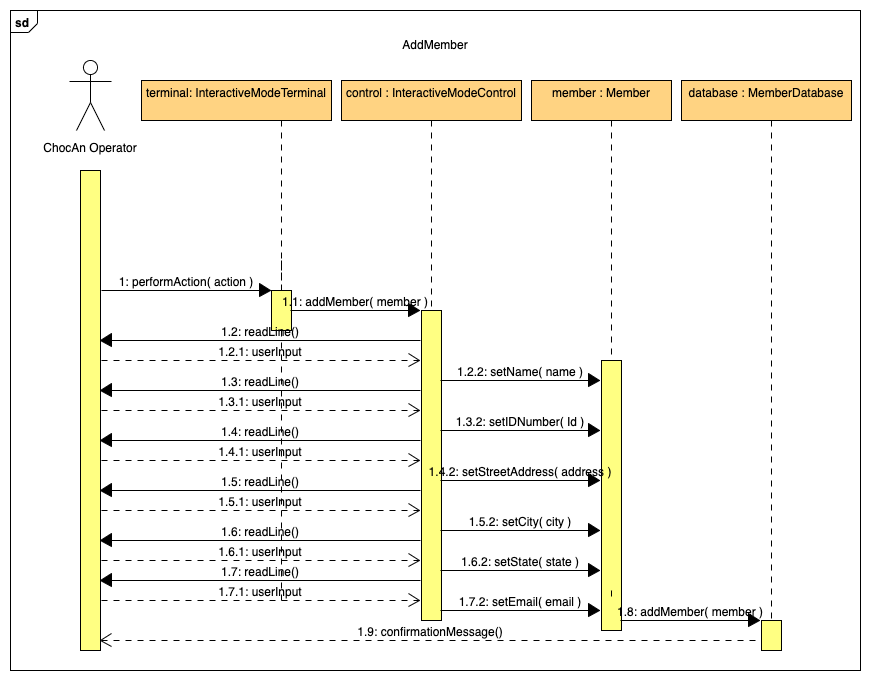 sd
AddMember
ChocAn Operator
terminal: InteractiveModeTerminal
control : InteractiveModeControl
member : Member
database : MemberDatabase
1: performAction( action )
1.1: addMember( member )
1.2: readLine()
1.2.1: userInput
1.2.2: setName( name )
1.3: readLine()
1.3.1: userInput
1.3.2: setIDNumber( Id )
1.4: readLine()
1.4.1: userInput
1.4.2: setStreetAddress( address )
1.5: readLine()
1.5.1: userInput
1.5.2: setCity( city )
1.6: readLine()
1.6.1: userInput
1.6.2: setState( state )
1.7: readLine()
1.7.1: userInput
1.7.2: setEmail( email )
1.8: addMember( member )
1.9: confirmationMessage()